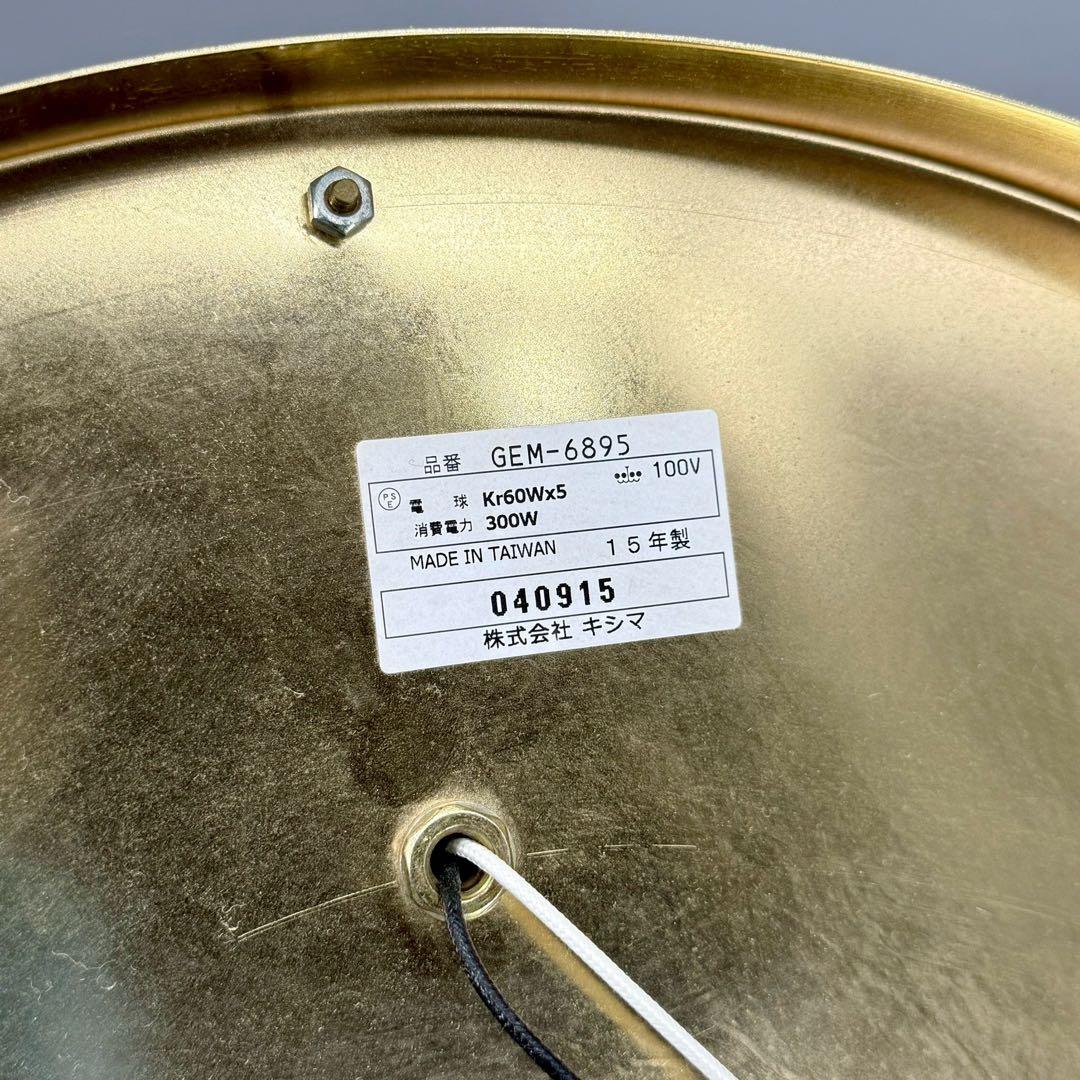 品番 GEM-6895
PSE 電球 Kr60Wx5 100V
消費電力 300W
MADE IN TAIWAN 15年製
040915
株式会社 キシマ